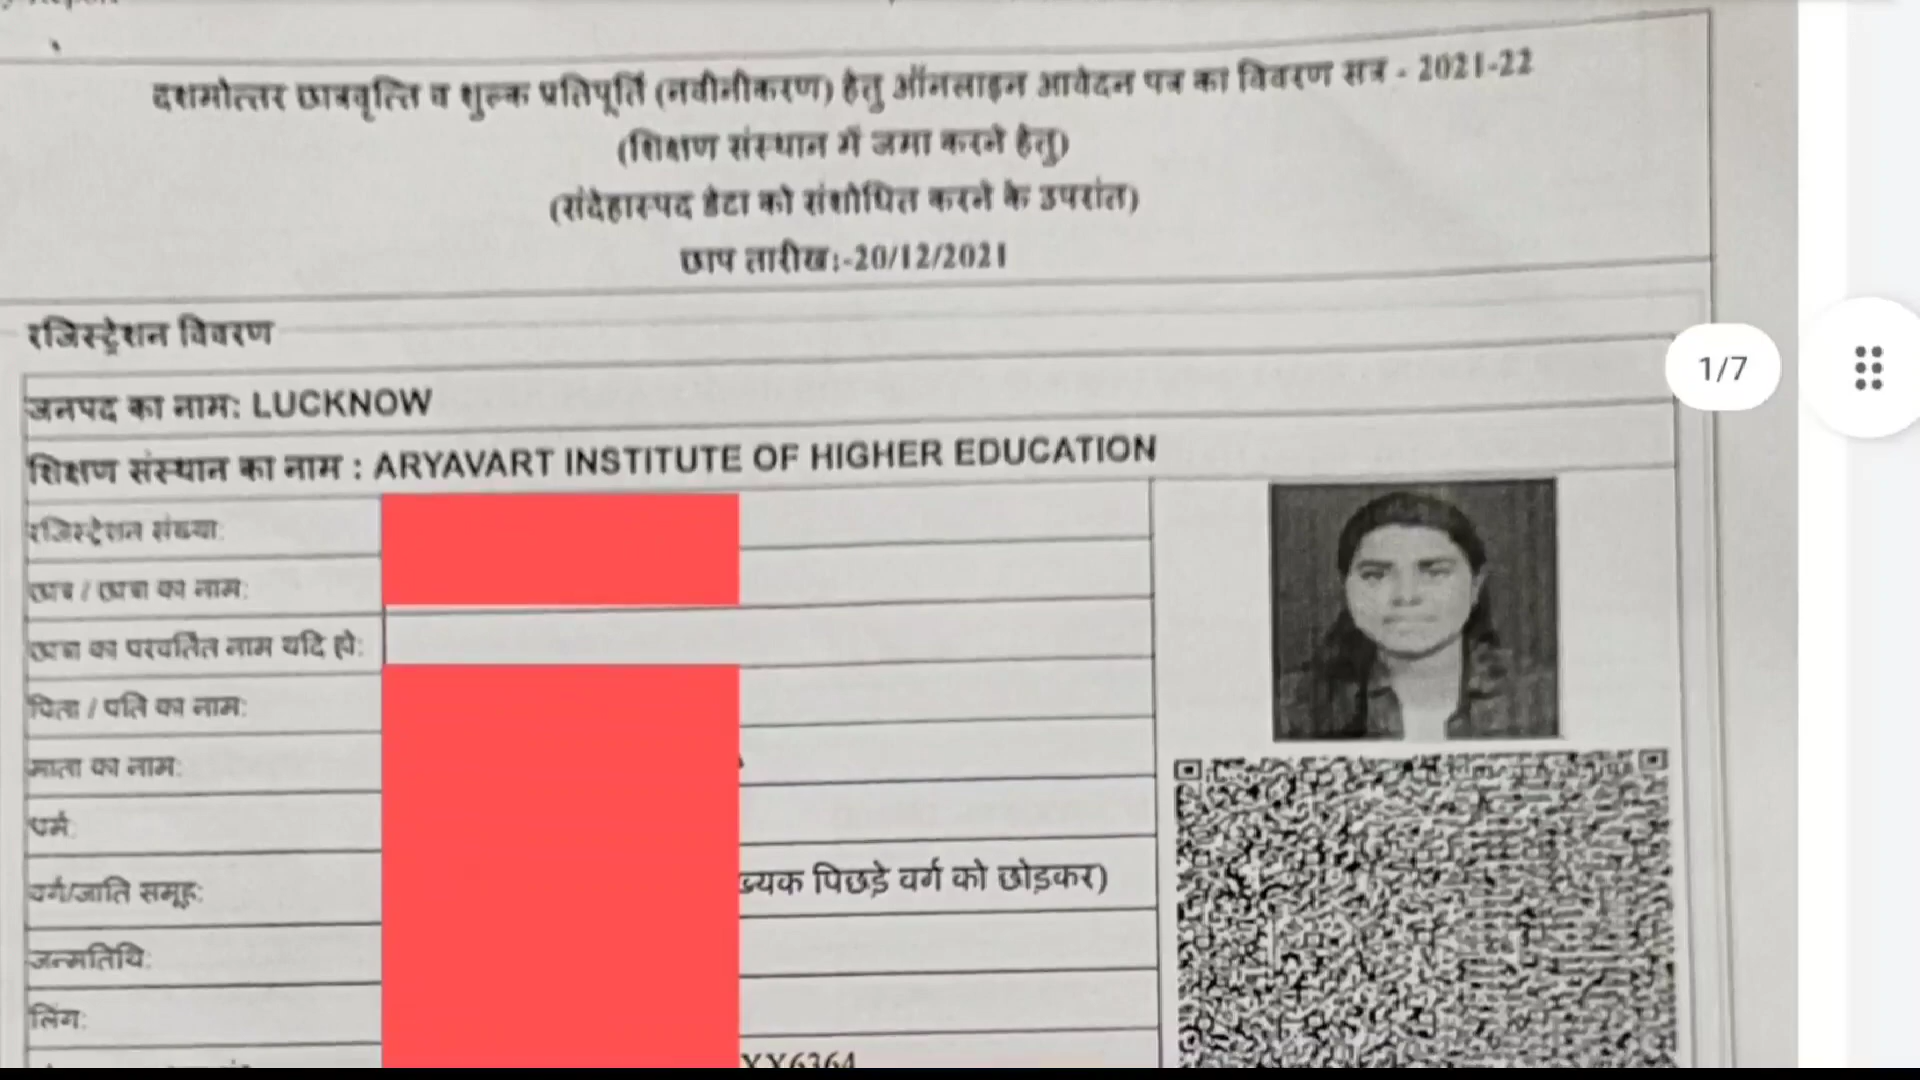 दशमोत्तर छात्रवृत्ति व शुल्क प्रतिपूर्ति (नवीनीकरण) हेतु ऑनलाइन आवेदन पत्र का विवरण सत्र - 2021-22
(शिक्षण संस्थान में जमा करने हेतु)
(संदेहास्पद डेटा को संशोधित करने के उपरांत)
छाप तारीख:-20/12/2021
रजिस्ट्रेशन विवरण
1/7
जनपद का नाम: LUCKNOW
शिक्षण संस्थान का नाम : ARYAVART INSTITUTE OF HIGHER EDUCATION
रजिस्ट्रेशन संख्या:
छात्र / छात्रा का नाम:
छात्रा का परवर्तित नाम यदि हो:
पिता / पति का नाम:
माता का नाम:
धर्म:
वर्ग/जाति समूह: ख्यक पिछड़े वर्ग को छोड़कर)
जन्मतिथि:
लिंग:
XX6364